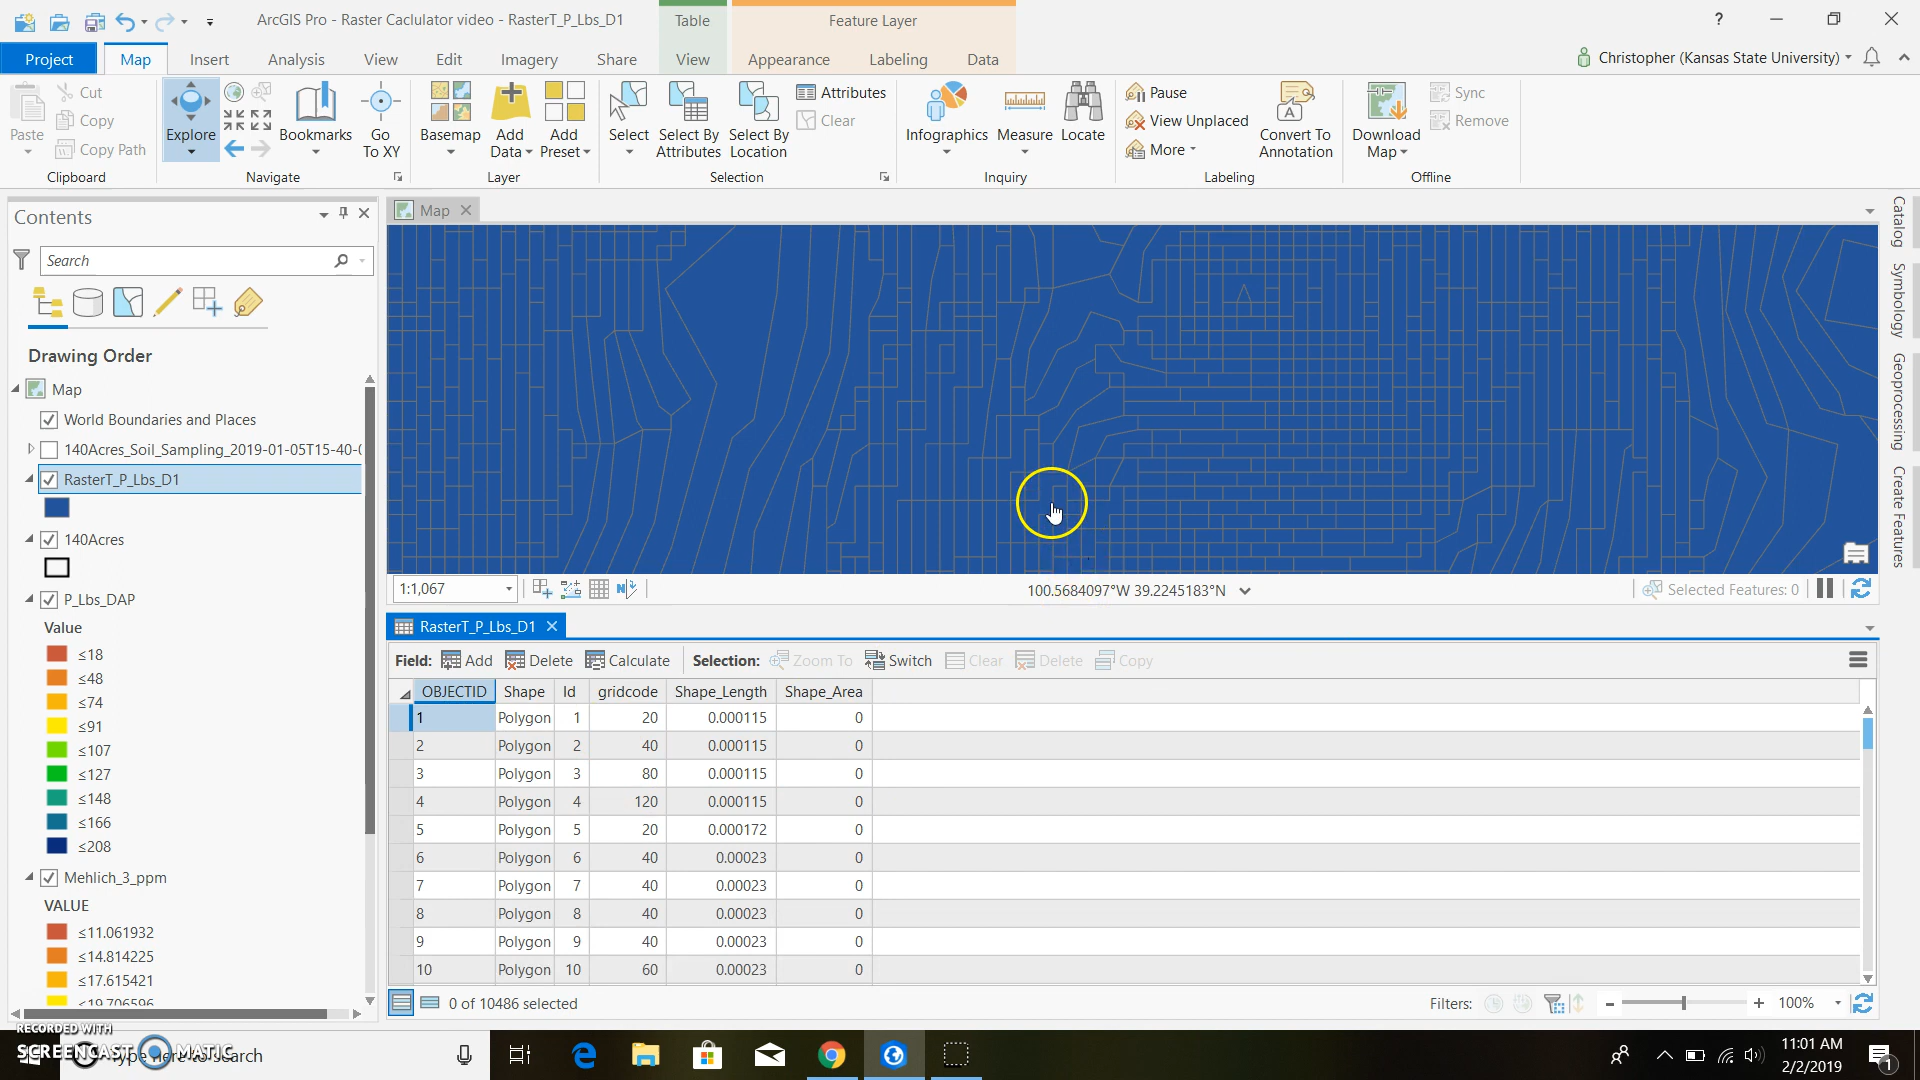 ArcGIS Pro - Raster Caclulator video - RasterT_P_Lbs_D1
Table
Feature Layer
?
Project
Map
Insert
Analysis
View
Edit
Imagery
Share
View
Appearance
Labeling
Data
Christopher (Kansas State University)
Paste
Cut
Copy
Copy Path
Clipboard
Explore
Bookmarks
Go To XY
Navigate
Basemap
Add Data
Add Preset
Layer
Select
Select By Attributes
Select By Location
Attributes
Clear
Selection
Infographics
Measure
Locate
Inquiry
Pause
View Unplaced
More
Convert To Annotation
Labeling
Download Map
Sync
Remove
Offline
Contents
Search
Drawing Order
Map
World Boundaries and Places
140Acres_Soil_Sampling_2019-01-05T15-40-
RasterT_P_Lbs_D1
140Acres
P_Lbs_DAP
Value
≤18
≤48
≤74
≤91
≤107
≤127
≤148
≤166
≤208
Mehlich_3_ppm
VALUE
≤11.061932
≤14.814225
≤17.615421
≤19.706596
Map
1:1,067
100.5684097°W 39.2245183°N
Selected Features: 0
Catalog
Symbology
Geoprocessing
Create Features
RasterT_P_Lbs_D1
Field: Add Delete Calculate Selection: Zoom To Switch Clear Delete Copy
OBJECTID Shape Id gridcode Shape_Length Shape_Area
1 Polygon 1 20 0.000115 0
2 Polygon 2 40 0.000115 0
3 Polygon 3 80 0.000115 0
4 Polygon 4 120 0.000115 0
5 Polygon 5 20 0.000172 0
6 Polygon 6 40 0.00023 0
7 Polygon 7 40 0.00023 0
8 Polygon 8 40 0.00023 0
9 Polygon 9 40 0.00023 0
10 Polygon 10 60 0.00023 0
0 of 10486 selected
Filters:
100%
RECORDED WITH
SCREENCAST MATIC
Type here to search
11:01 AM
2/2/2019
1